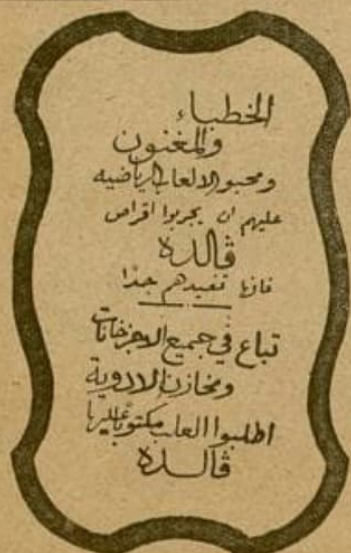 الخطباء
والمغنون
ومحبو الالعاب الرياضيه
عليهم ان يجربوا اقراص
ڤالده
فانها تفيدهم جدًا
تباع في جميع الاجزخانات
ومخازن الادوية
اطلبوا العلب مكتوبا عليها
ڤالده